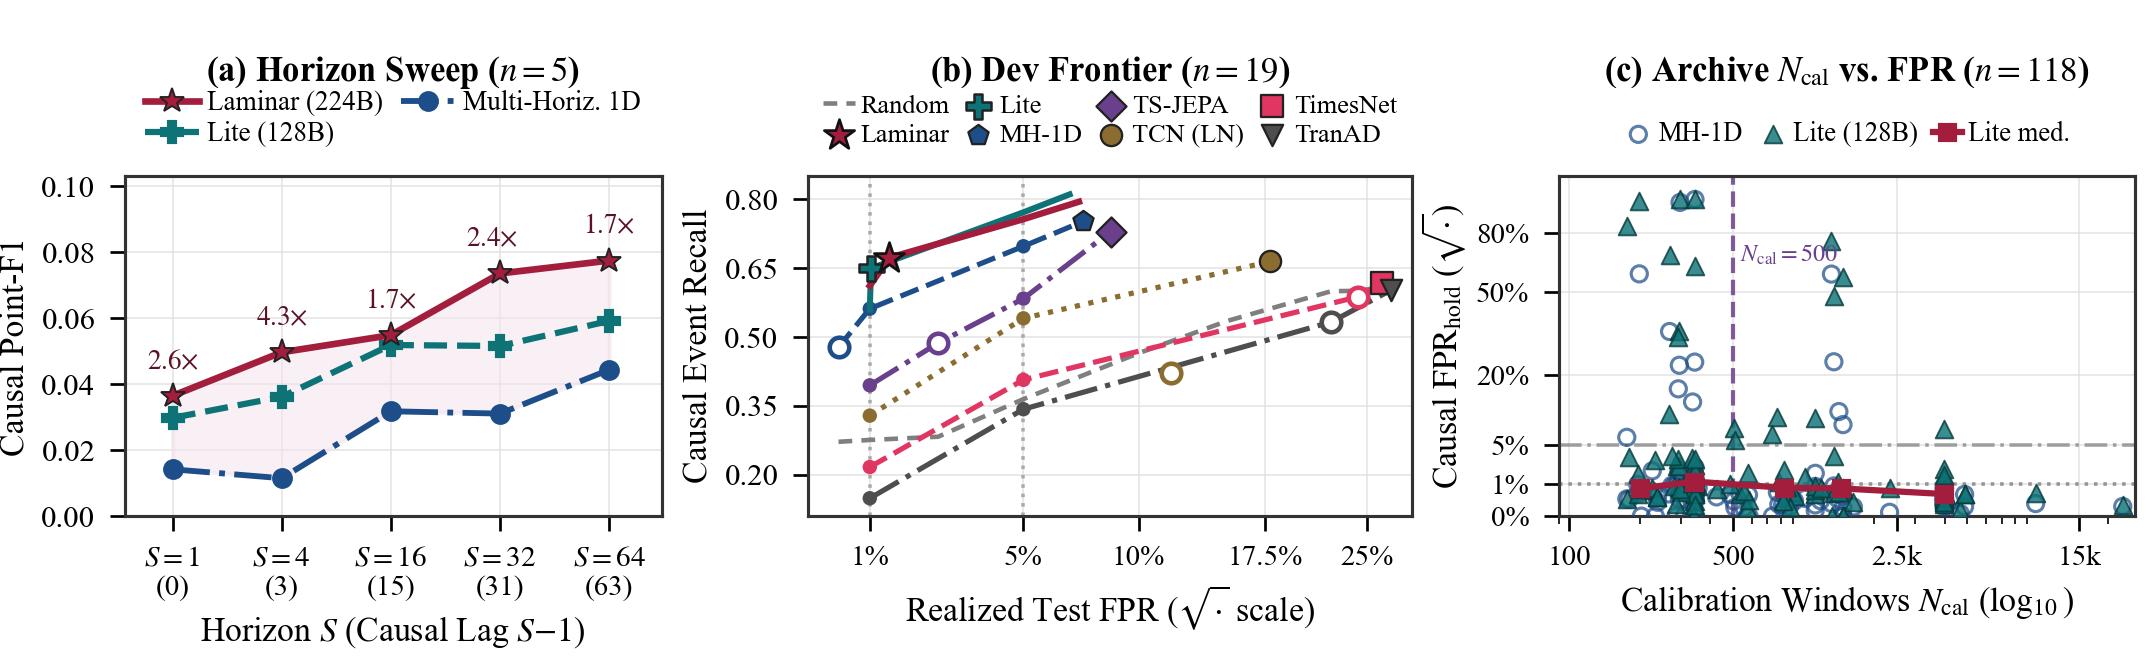 (a) Horizon Sweep (n = 5)
Laminar (224B)
Multi-Horiz. 1D
Lite (128B)
Causal Point-F1
0.10
0.08
0.06
0.04
0.02
0.00
2.6×
4.3×
1.7×
2.4×
1.7×
S=1
(0)
S=4
(3)
S=16
(15)
S=32
(31)
S=64
(63)
Horizon S (Causal Lag S−1)
(b) Dev Frontier (n = 19)
Random
Lite
TS-JEPA
TimesNet
Laminar
MH-1D
TCN (LN)
TranAD
Causal Event Recall
0.80
0.65
0.50
0.35
0.20
1%
5%
10%
17.5%
25%
Realized Test FPR (√· scale)
(c) Archive N_cal vs. FPR (n = 118)
MH-1D
Lite (128B)
Lite med.
Causal FPR_hold (√·)
80%
50%
20%
5%
1%
0%
N_cal = 500
100
500
2.5k
15k
Calibration Windows N_cal (log₁₀)